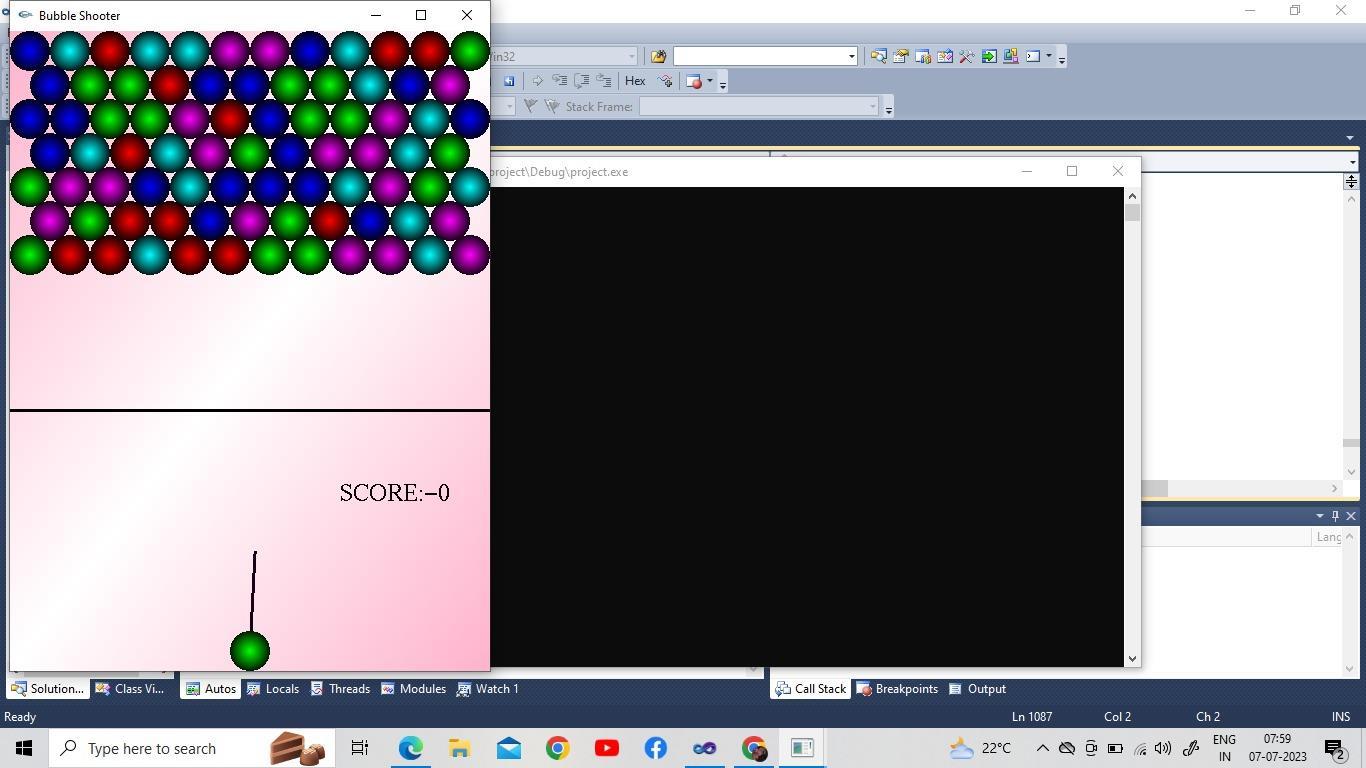 Bubble Shooter
Hex
Stack Frame:
project\Debug\project.exe
SCORE:-0
Lang
Solution... Class Vi... Autos Locals Threads Modules Watch 1 Call Stack Breakpoints Output
Ready Ln 1087 Col 2 Ch 2 INS
Type here to search 22°C ENG 07:59
IN 07-07-2023 2